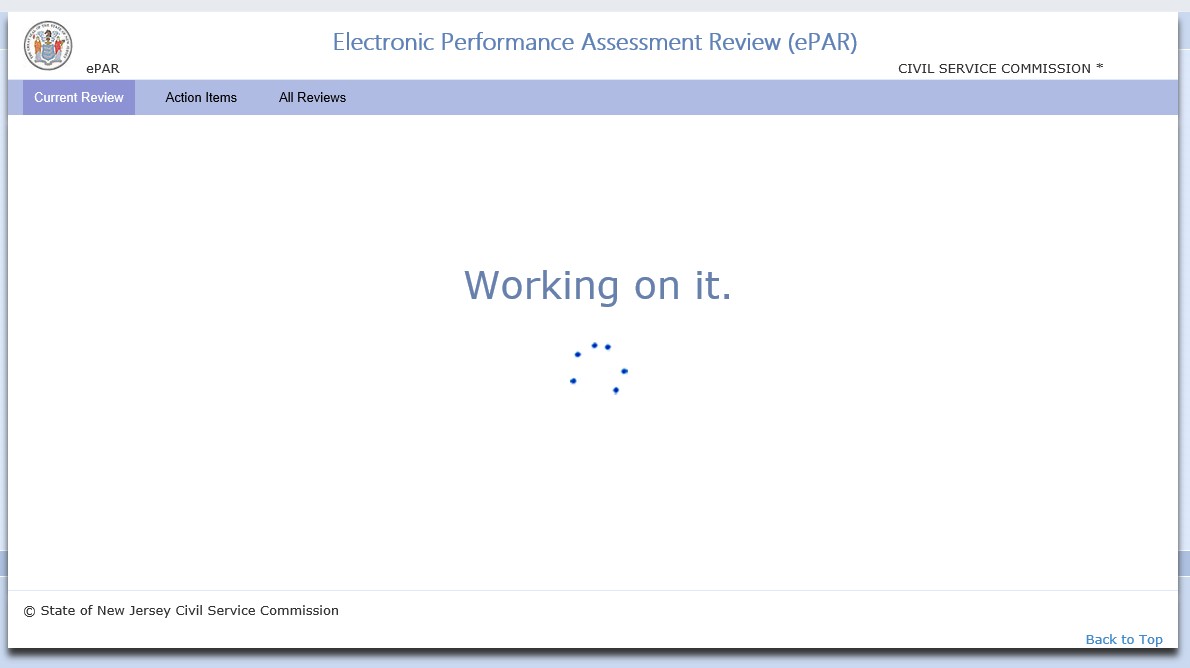 Electronic Performance Assessment Review (ePAR)
ePAR
CIVIL SERVICE COMMISSION *
Current Review
Action Items
All Reviews
Working on it.
© State of New Jersey Civil Service Commission
Back to Top